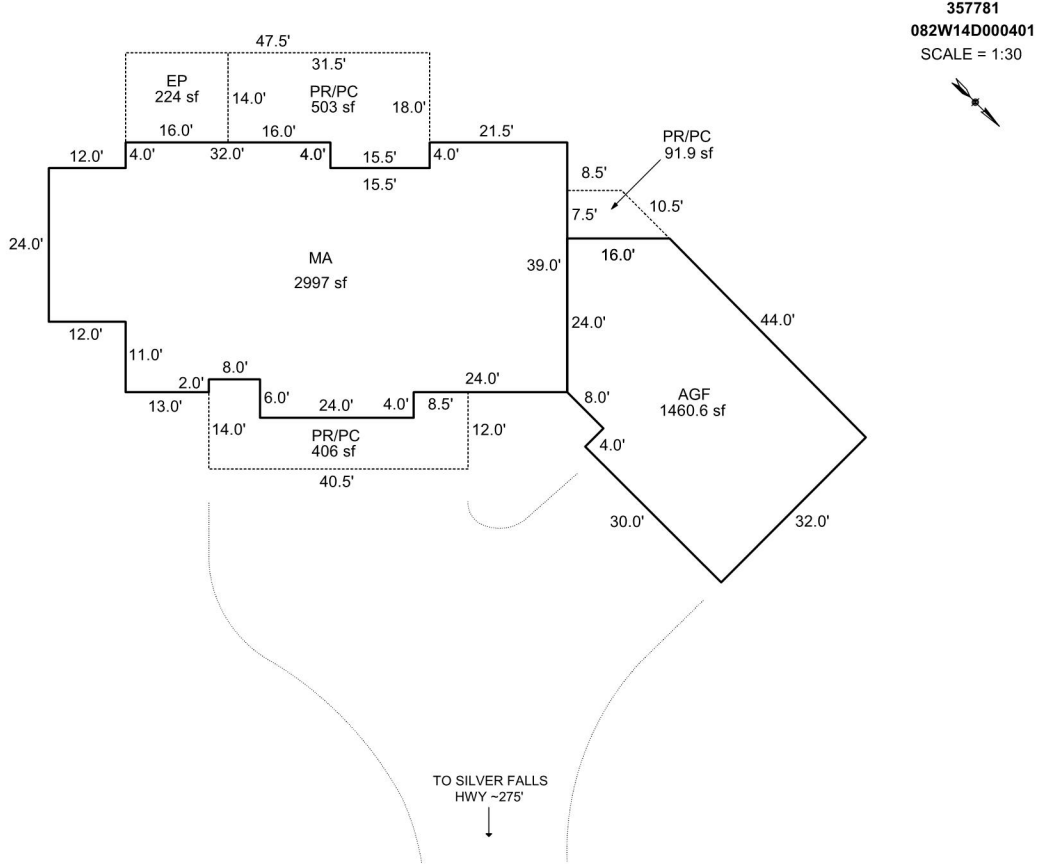 357781
082W14D000401
SCALE = 1:30
47.5'
31.5'
EP
224 sf
14.0'
PR/PC
503 sf
18.0'
16.0'
16.0'
21.5'
12.0'
4.0'
32.0'
4.0'
15.5'
4.0'
15.5'
PR/PC
91.9 sf
8.5'
10.5'
7.5'
24.0'
MA
2997 sf
39.0'
16.0'
12.0'
24.0'
44.0'
11.0'
8.0'
2.0'
24.0'
13.0'
6.0'
24.0'
4.0'
8.5'
8.0'
AGF
1460.6 sf
14.0'
PR/PC
406 sf
12.0'
4.0'
40.5'
30.0'
32.0'
TO SILVER FALLS
HWY ~275'